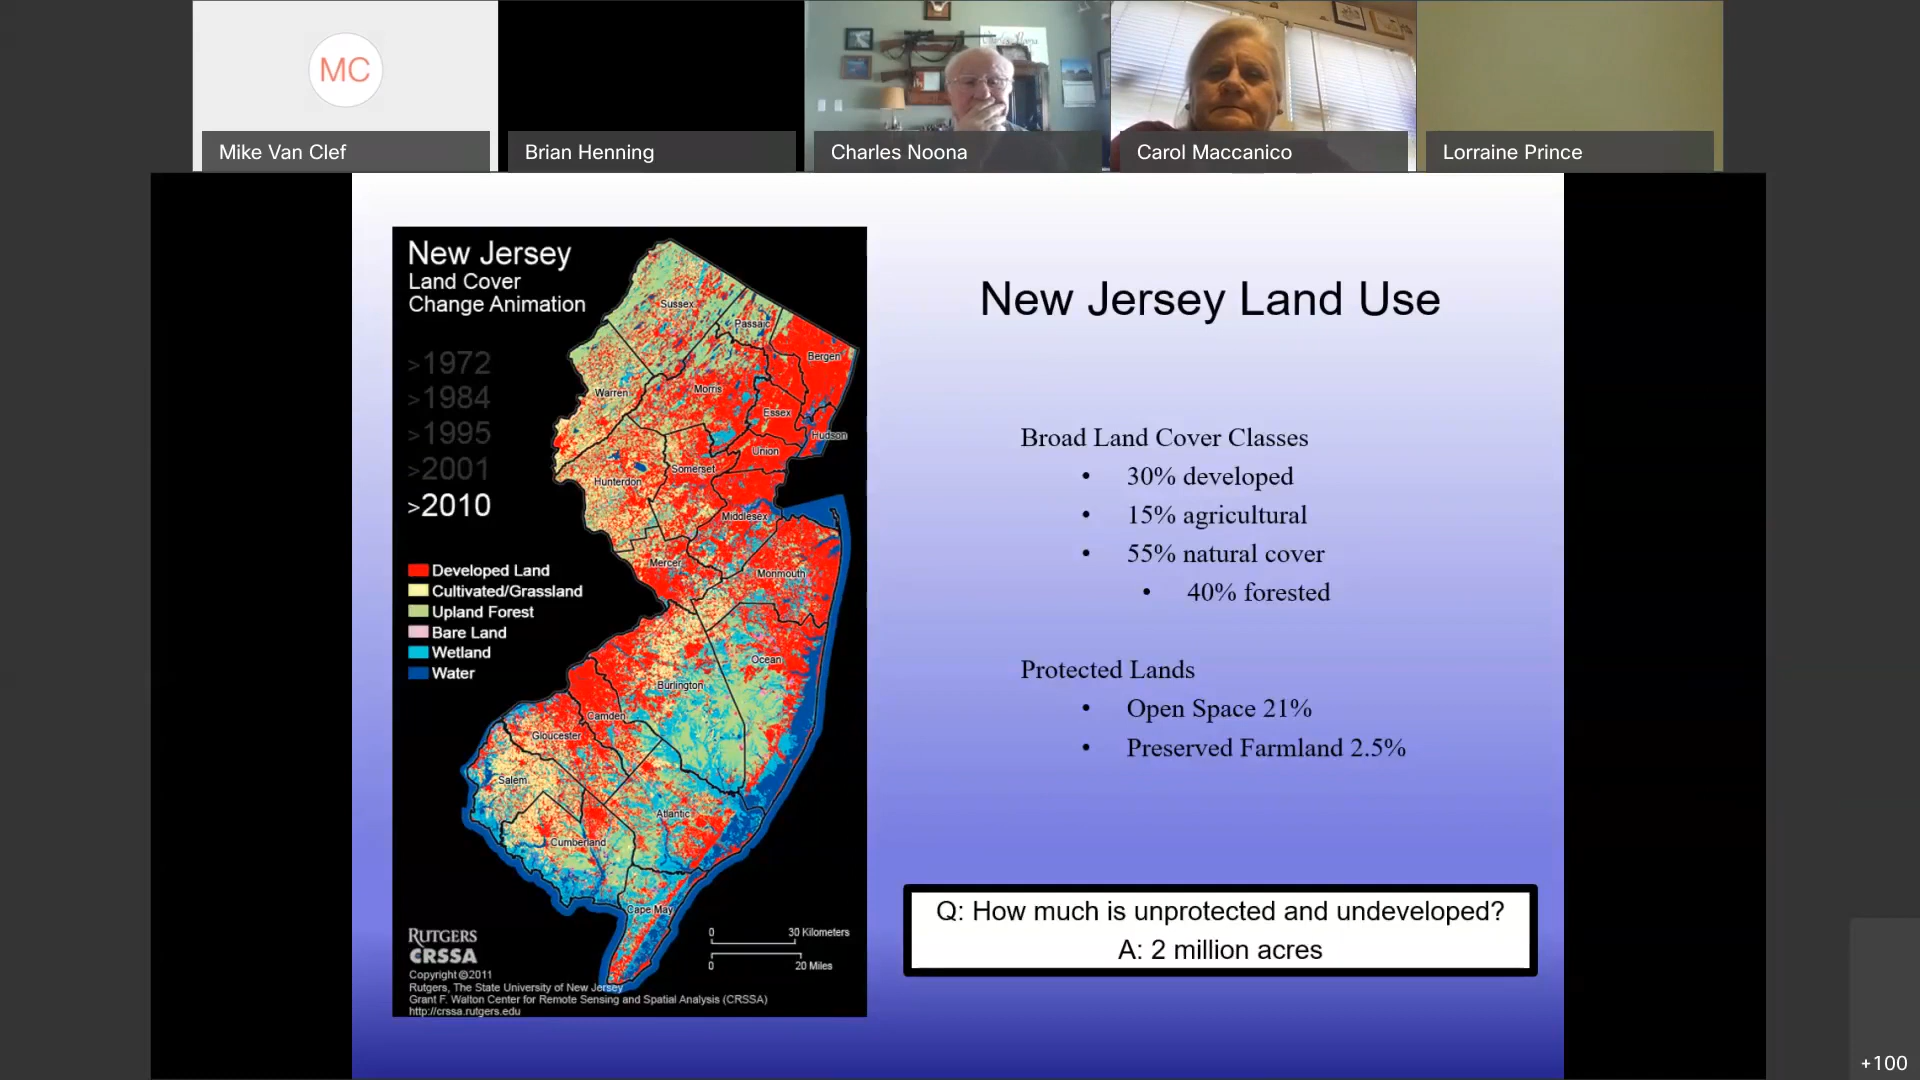 MC
Mike Van Clef
Brian Henning
Charles Noona
Carol Maccanico
Lorraine Prince
New Jersey
Land Cover
Change Animation
>1972
>1984
>1995
>2001
>2010
Developed Land
Cultivated/Grassland
Upland Forest
Bare Land
Wetland
Water
Sussex
Passaic
Bergen
Warren
Morris
Essex
Hudson
Union
Somerset
Hunterdon
Middlesex
Mercer
Monmouth
Ocean
Burlington
Camden
Gloucester
Salem
Atlantic
Cumberland
Cape May
0 30 Kilometers
0 20 Miles
RUTGERS
CRSSA
Copyright ©2011
Rutgers, The State University of New Jersey
Grant F. Walton Center for Remote Sensing and Spatial Analysis (CRSSA)
http://crssa.rutgers.edu
New Jersey Land Use
Broad Land Cover Classes
• 30% developed
• 15% agricultural
• 55% natural cover
• 40% forested
Protected Lands
• Open Space 21%
• Preserved Farmland 2.5%
Q: How much is unprotected and undeveloped?
A: 2 million acres
+100